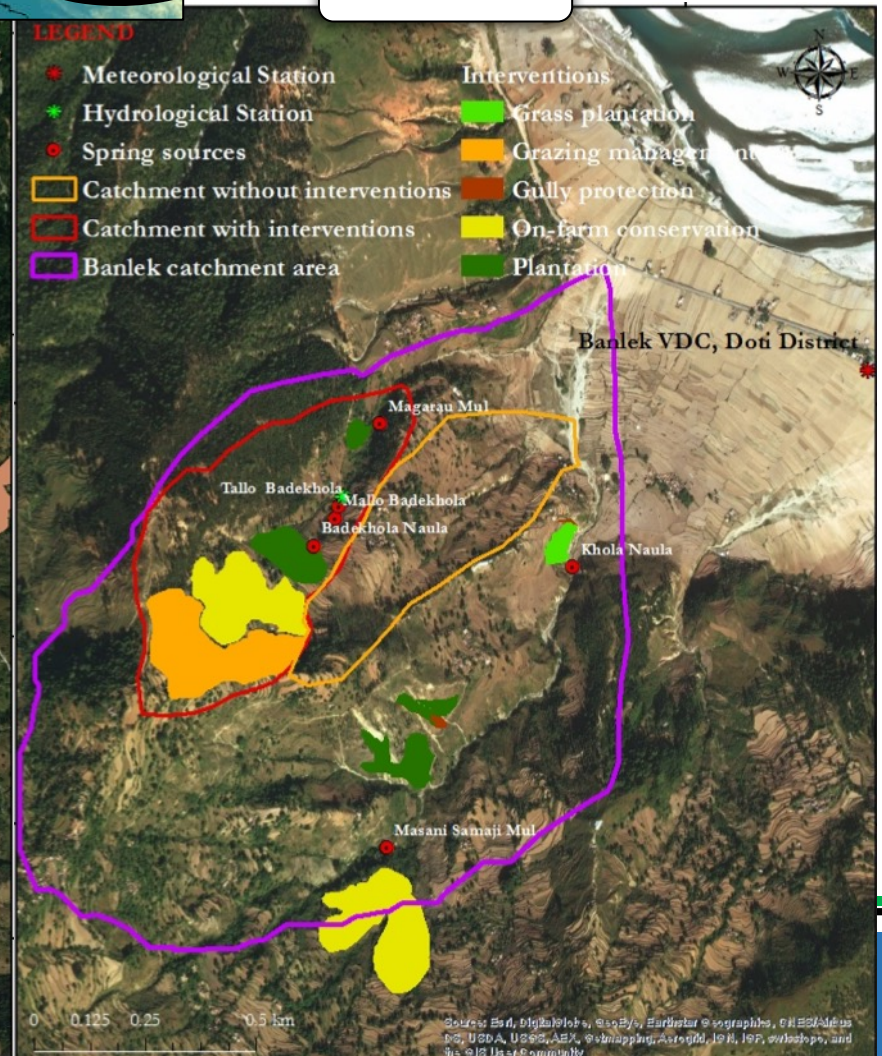 LEGEND
Meteorological Station
Hydrological Station
Spring sources
Catchment without interventions
Catchment with interventions
Banlek catchment area
Interventions
Grass plantation
Grazing management
Gully protection
On-farm conservation
Plantation
N
W E
S
Banlek VDC, Doti District
Magarau Mul
Tallo Badekhola
Mallo Badekhola
Badekhola Naula
Khola Naula
Masani Samaji Mul
0 0.125 0.25 0.5 km
Source: Esri, DigitalGlobe, GeoEye, Earthstar Geographics, CNES/Airbus
DS, USDA, USGS, AEX, Getmapping, Aerogrid, IGN, IGP, swisstopo, and
the GIS User Community